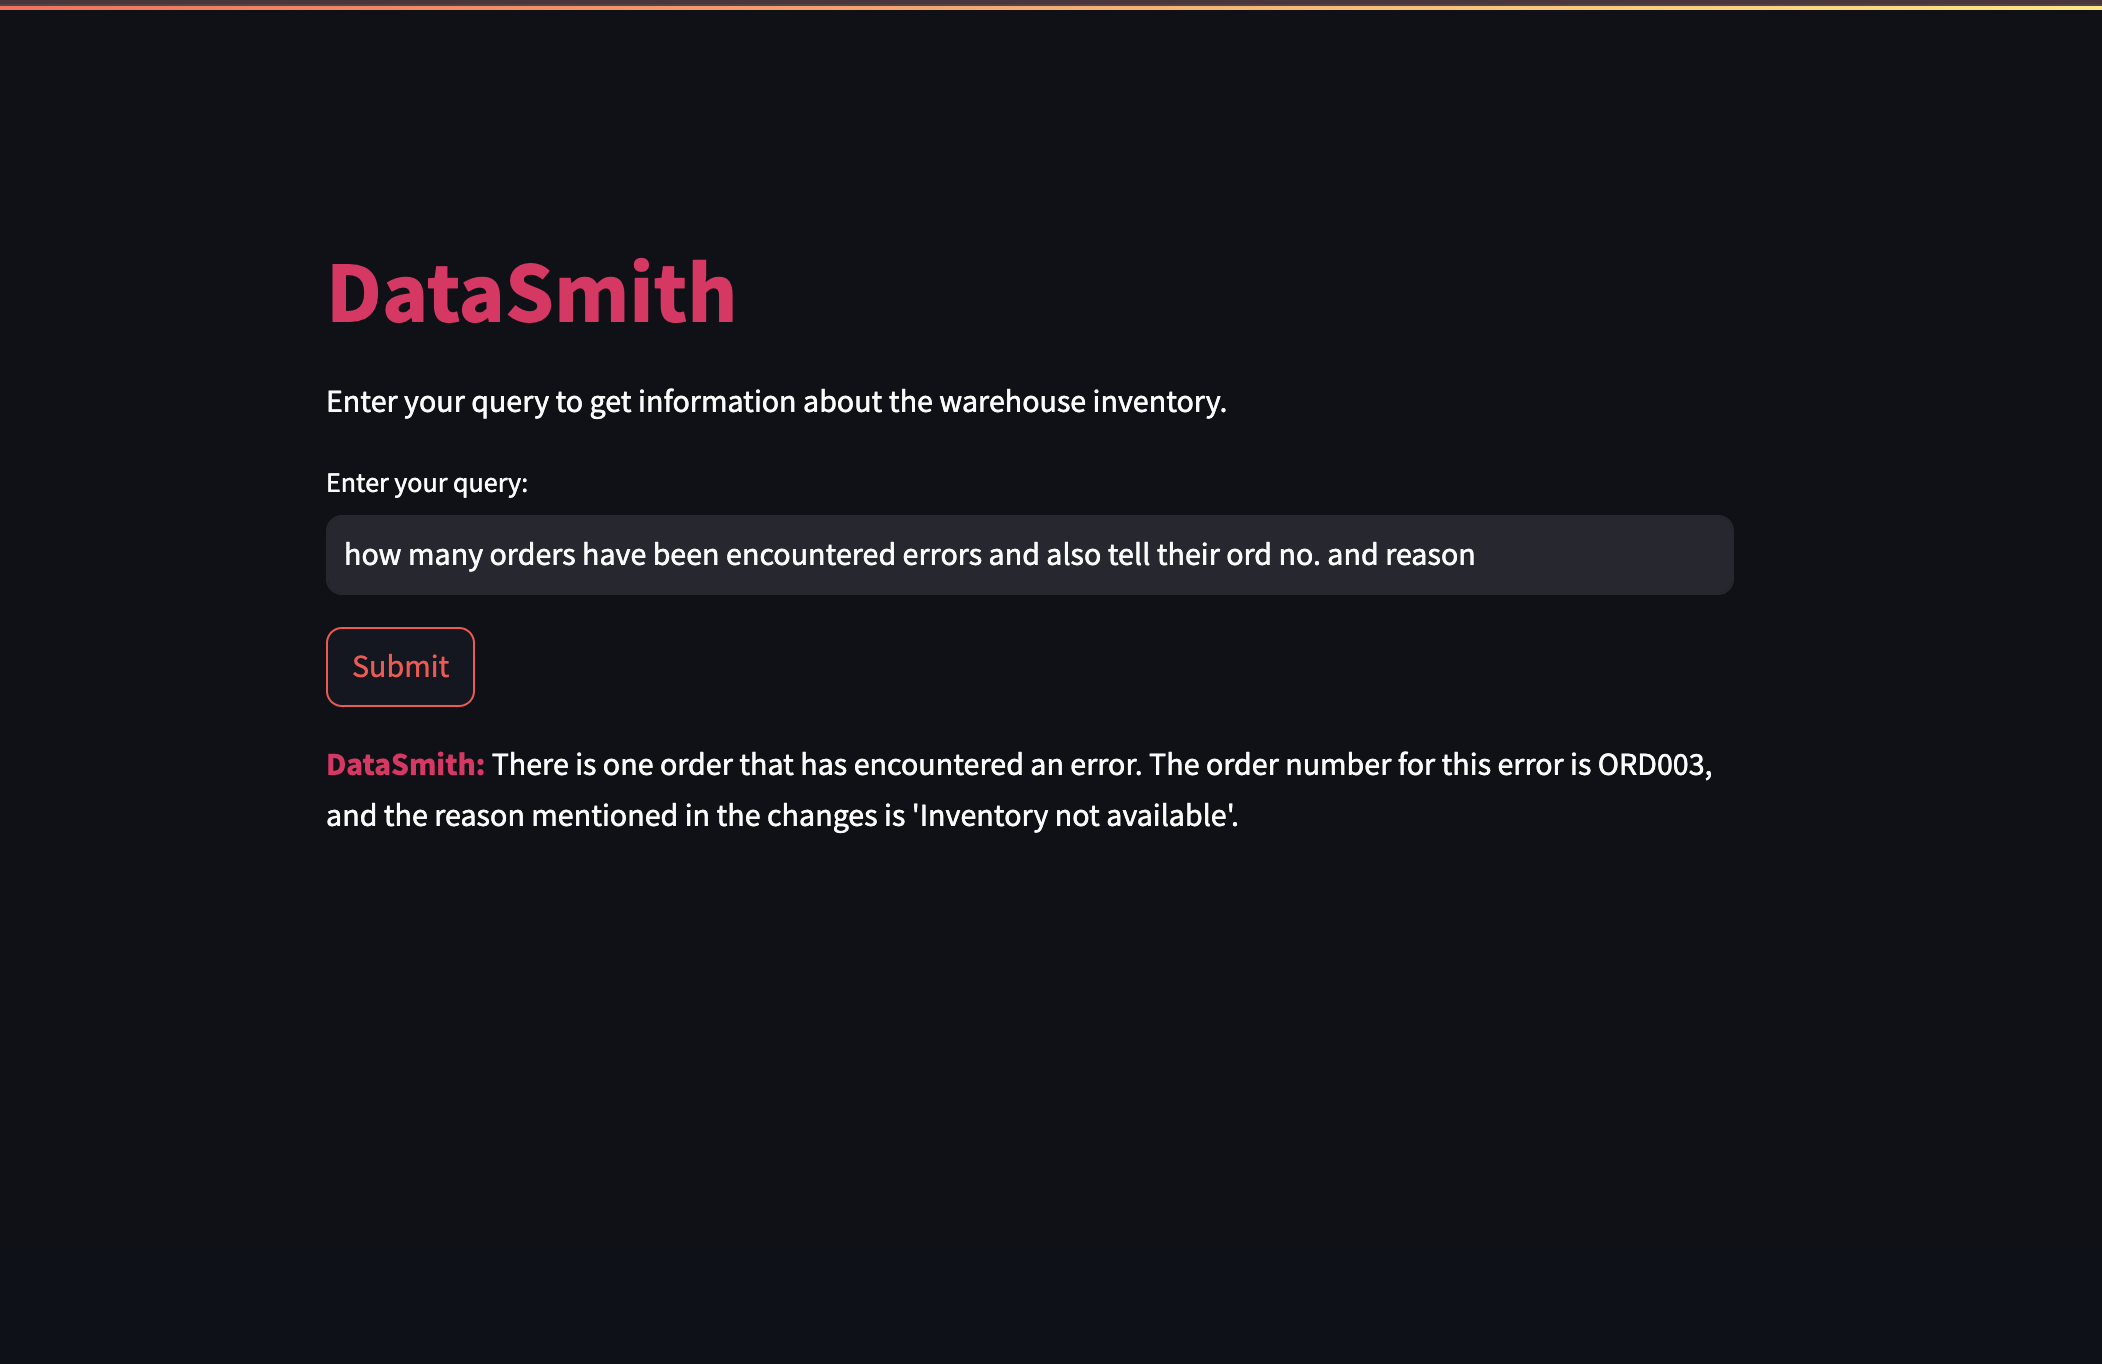 DataSmith
Enter your query to get information about the warehouse inventory.
Enter your query:
how many orders have been encountered errors and also tell their ord no. and reason
Submit
DataSmith: There is one order that has encountered an error. The order number for this error is ORD003,
and the reason mentioned in the changes is 'Inventory not available'.